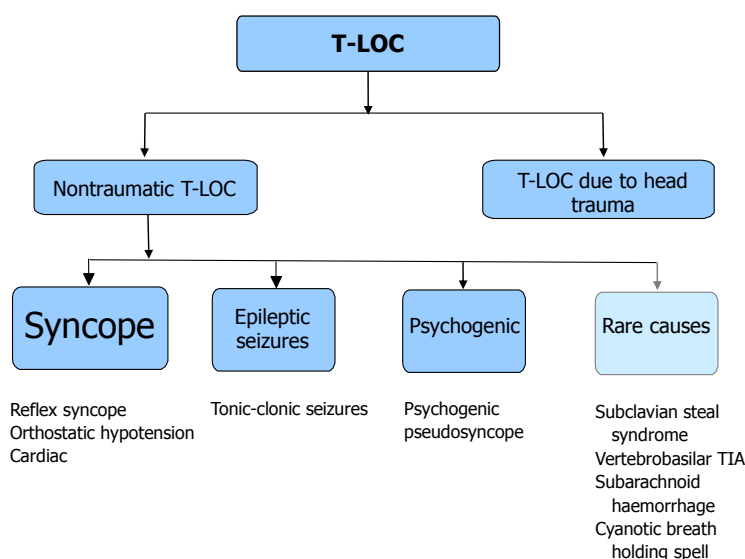 T-LOC
Nontraumatic T-LOC
T-LOC due to head
trauma
Syncope
Epileptic
seizures
Psychogenic
Rare causes
Reflex syncope
Orthostatic hypotension
Cardiac
Tonic-clonic seizures
Psychogenic
pseudosyncope
Subclavian steal
syndrome
Vertebrobasilar TIA
Subarachnoid
haemorrhage
Cyanotic breath
holding spell